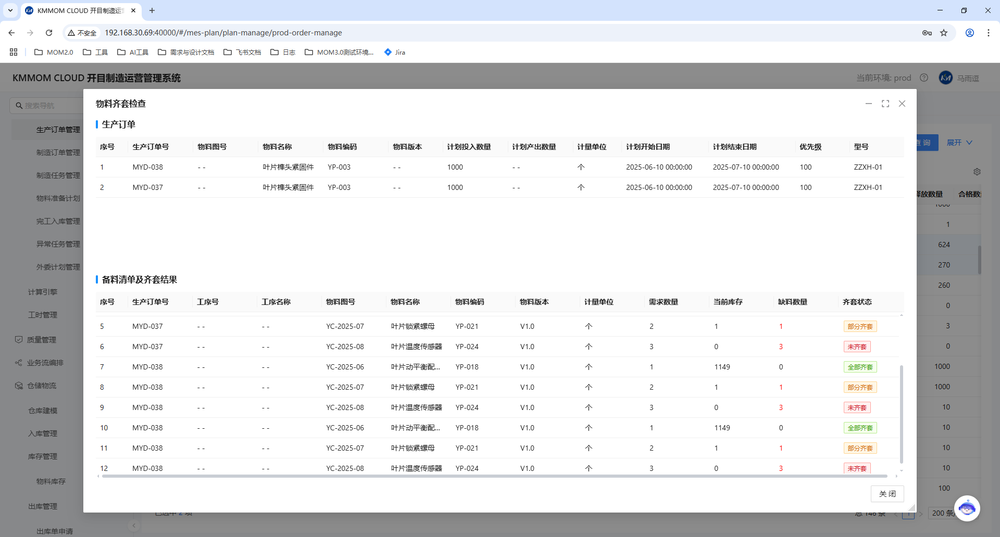 KMMOM CLOUD 开目制造运营
不安全 192.168.30.69:40000/#/mes-plan/plan-manage/prod-order-manage
MOM2.0 工具 AI工具 需求与设计文档 飞书文档 日志 MOM3.0测试环境... Jira
KMMOM CLOUD 开目制造运营管理系统 当前环境: prod 马雨逗
搜索导航
生产订单管理
制造订单管理
制造任务管理
物料准备计划
完工入库管理
异常任务管理
外委计划管理
计算引擎
工时管理
质量管理
业务流编排
仓储物流
仓库建模
入库管理
库存管理
物料库存
出库管理
出库单申请
物料齐套检查
生产订单
序号 生产订单号 物料图号 物料名称 物料编码 物料版本 计划投入数量 计划产出数量 计量单位 计划开始日期 计划结束日期 优先级 型号
1 MYD-038 - - 叶片榫头紧固件 YP-003 - - 1000 - - 个 2025-06-10 00:00:00 2025-07-10 00:00:00 100 ZZXH-01
2 MYD-037 - - 叶片榫头紧固件 YP-003 - - 1000 - - 个 2025-06-10 00:00:00 2025-07-10 00:00:00 100 ZZXH-01
备料清单及齐套结果
序号 生产订单号 工序号 工序名称 物料图号 物料名称 物料编码 物料版本 计量单位 需求数量 当前库存 缺料数量 齐套状态
5 MYD-037 - - - - YC-2025-07 叶片锁紧螺母 YP-021 V1.0 个 2 1 1 部分齐套
6 MYD-037 - - - - YC-2025-08 叶片温度传感器 YP-024 V1.0 个 3 0 3 未齐套
7 MYD-038 - - - - YC-2025-06 叶片动平衡配... YP-018 V1.0 个 1 1149 0 全部齐套
8 MYD-038 - - - - YC-2025-07 叶片锁紧螺母 YP-021 V1.0 个 2 1 1 部分齐套
9 MYD-038 - - - - YC-2025-08 叶片温度传感器 YP-024 V1.0 个 3 0 3 未齐套
10 MYD-038 - - - - YC-2025-06 叶片动平衡配... YP-018 V1.0 个 1 1149 0 全部齐套
11 MYD-038 - - - - YC-2025-07 叶片锁紧螺母 YP-021 V1.0 个 2 1 1 部分齐套
12 MYD-038 - - - - YC-2025-08 叶片温度传感器 YP-024 V1.0 个 3 0 3 未齐套
关 闭
查 询 展开
释放数量 合格数
1000
1
624
270
260
0
3
0
1000
1000
10
10
10
10
100
已选中 2 项 总 146 条 1 200 条/